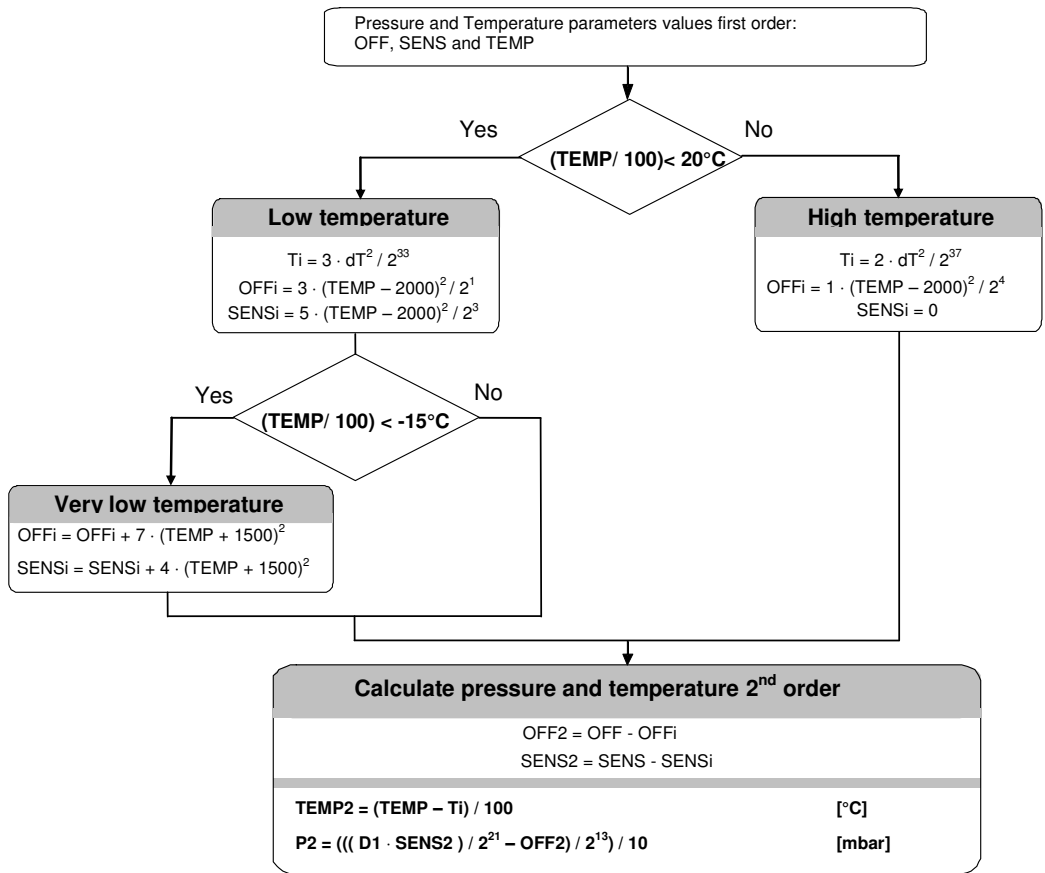 Pressure and Temperature parameters values first order:
OFF, SENS and TEMP
Yes
No
(TEMP/ 100)< 20°C
Low temperature
Ti = 3 · dT² / 2³³
OFFi = 3 · (TEMP – 2000)² / 2¹
SENSi = 5 · (TEMP – 2000)² / 2³
High temperature
Ti = 2 · dT² / 2³⁷
OFFi = 1 · (TEMP – 2000)² / 2⁴
SENSi = 0
Yes
No
(TEMP/ 100) < -15°C
Very low temperature
OFFi = OFFi + 7 · (TEMP + 1500)²
SENSi = SENSi + 4 · (TEMP + 1500)²
Calculate pressure and temperature 2ⁿᵈ order
OFF2 = OFF - OFFi
SENS2 = SENS - SENSi
TEMP2 = (TEMP – Ti) / 100 [°C]
P2 = ((( D1 · SENS2 ) / 2²¹ – OFF2) / 2¹³) / 10 [mbar]